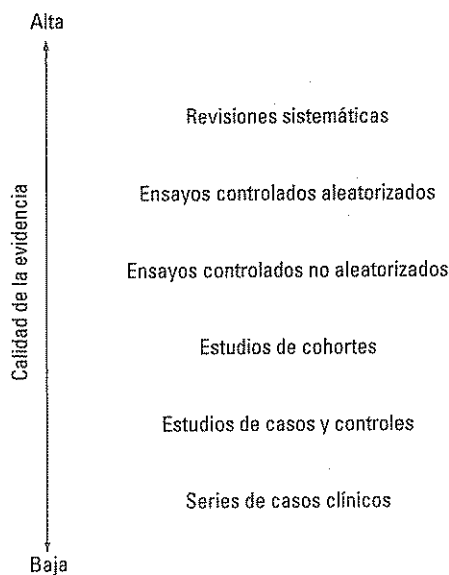 Alta
Calidad de la evidencia
Revisiones sistemáticas
Ensayos controlados aleatorizados
Ensayos controlados no aleatorizados
Estudios de cohortes
Estudios de casos y controles
Series de casos clínicos
Baja